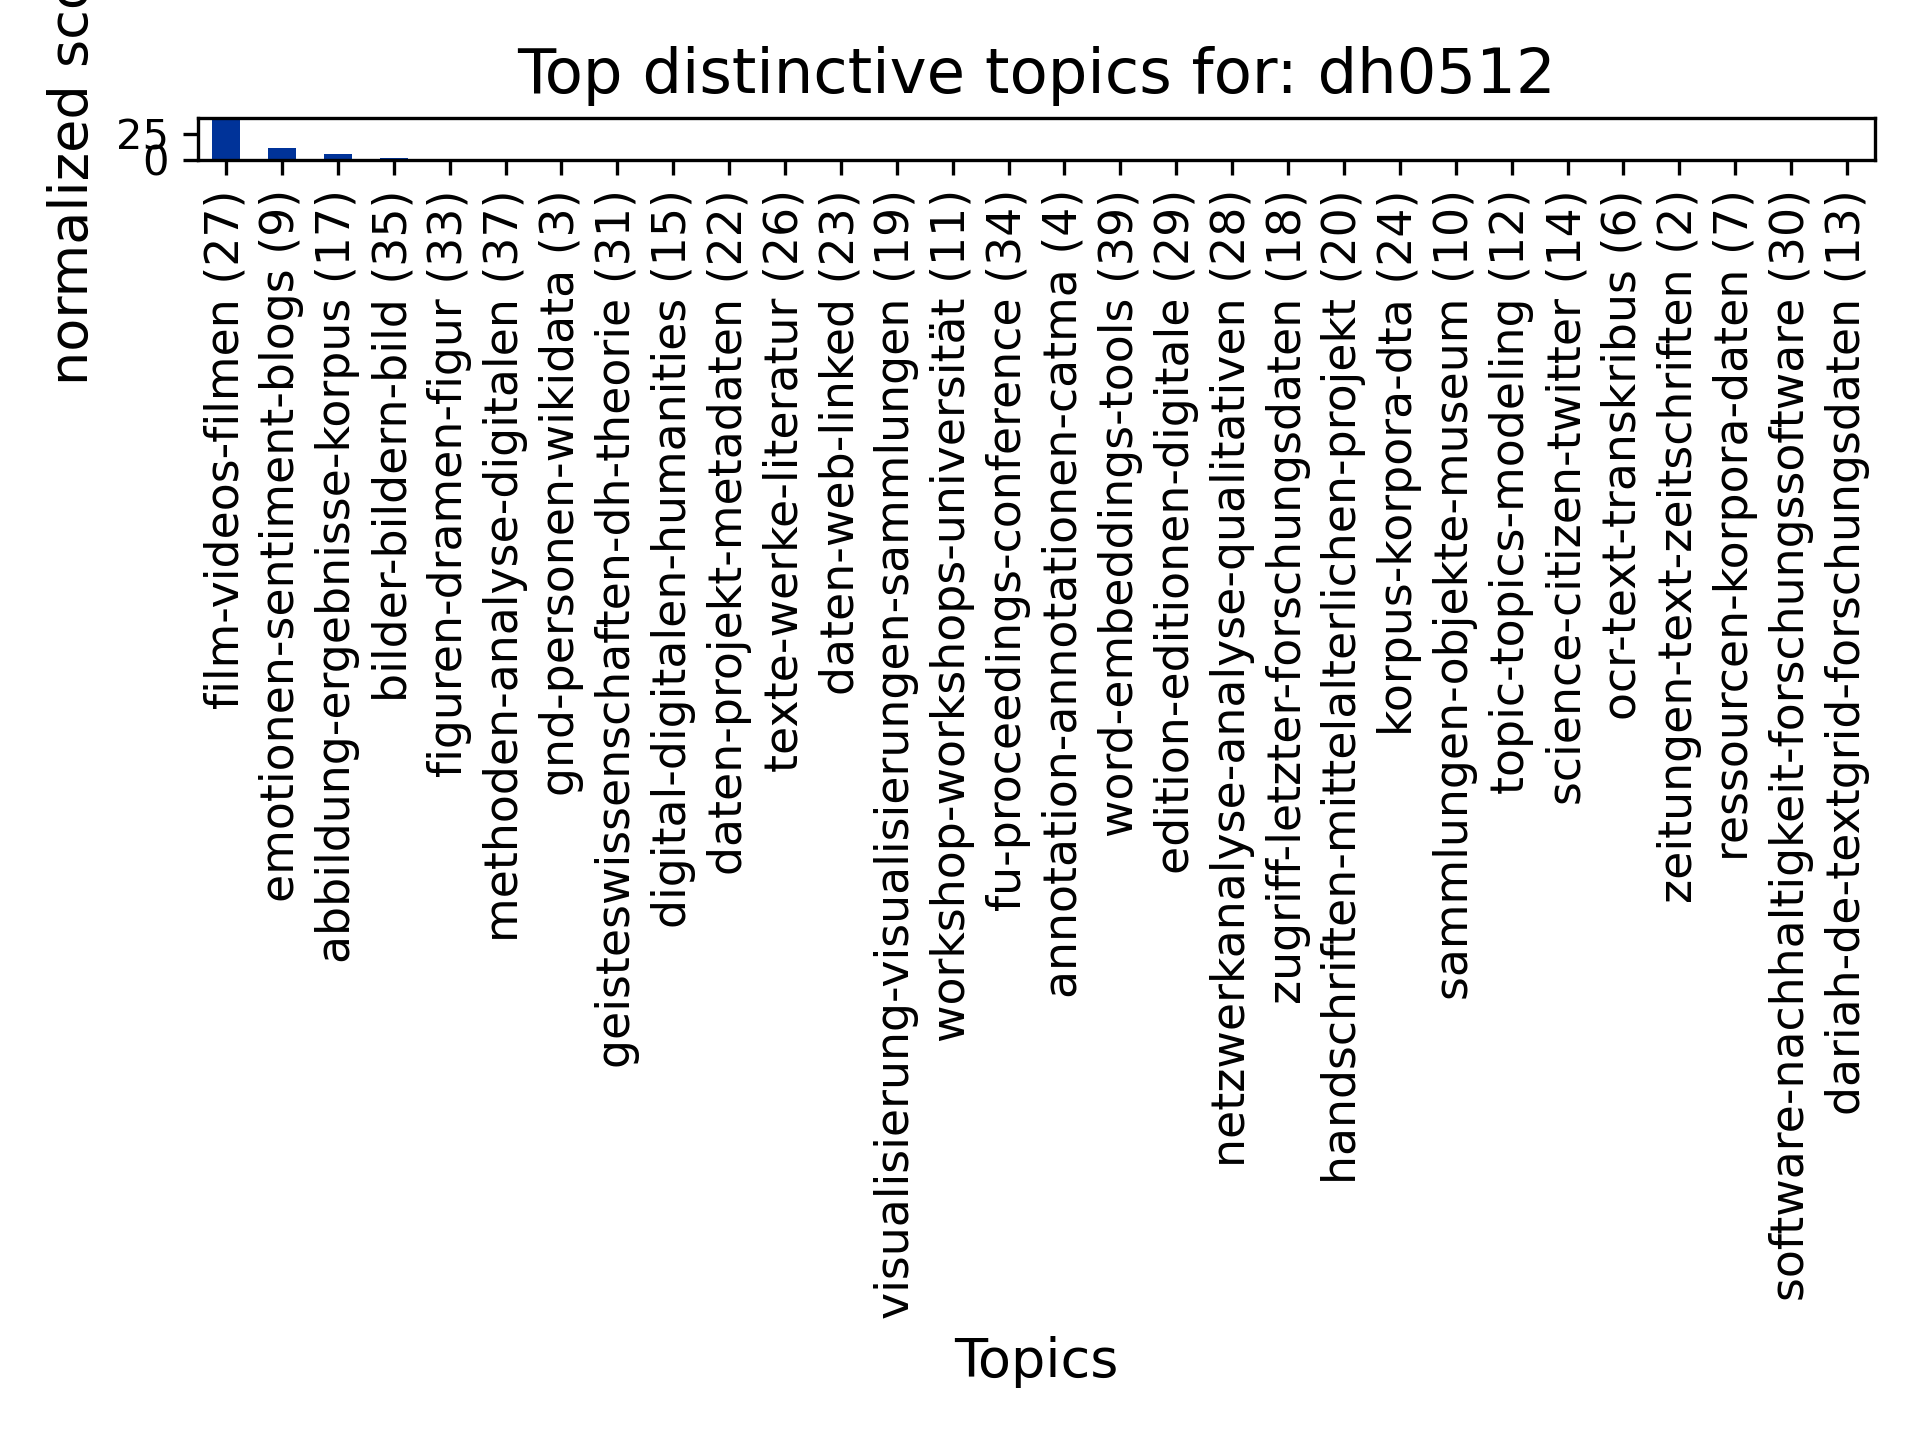 Top distinctive topics for: dh0512
normalized
25
0
film-videos-filmen (27)
emotionen-sentiment-blogs (9)
abbildung-ergebnisse-korpus (17)
bilder-bildern-bild (35)
figuren-dramen-figur (33)
methoden-analyse-digitalen (37)
gnd-personen-wikidata (3)
geisteswissenschaften-dh-theorie (31)
digital-digitalen-humanities (15)
daten-projekt-metadaten (22)
texte-werke-literatur (26)
daten-web-linked (23)
visualisierung-visualisierungen-sammlungen (19)
workshop-workshops-universität (11)
fu-proceedings-conference (34)
annotation-annotationen-catma (4)
word-embeddings-tools (39)
edition-editionen-digitale (29)
netzwerkanalyse-analyse-qualitativen (28)
zugriff-letzter-forschungsdaten (18)
handschriften-mittelalterlichen-projekt (20)
korpus-korpora-dta (24)
sammlungen-objekte-museum (10)
topic-topics-modeling (12)
science-citizen-twitter (14)
ocr-text-transkribus (6)
zeitungen-text-zeitschriften (2)
ressourcen-korpora-daten (7)
software-nachhaltigkeit-forschungssoftware (30)
dariah-de-textgrid-forschungsdaten (13)
Topics